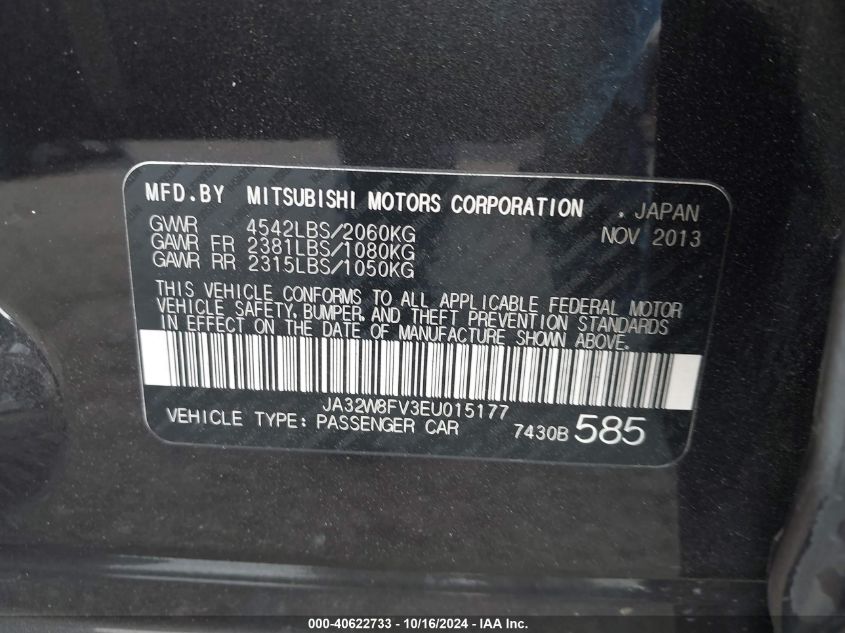 MFD.BY MITSUBISHI MOTORS CORPORATION . JAPAN
GVWR 4542LBS/2060KG NOV 2013
GAWR FR 2381LBS/1080KG
GAWR RR 2315LBS/1050KG
THIS VEHICLE CONFORMS TO ALL APPLICABLE FEDERAL MOTOR
VEHICLE SAFETY, BUMPER, AND THEFT PREVENTION STANDARDS
IN EFFECT ON THE DATE OF MANUFACTURE SHOWN ABOVE.
JA32W8FV3EU015177
VEHICLE TYPE: PASSENGER CAR 7430B 585
000-40622733 - 10/16/2024 - © IAA, Inc.